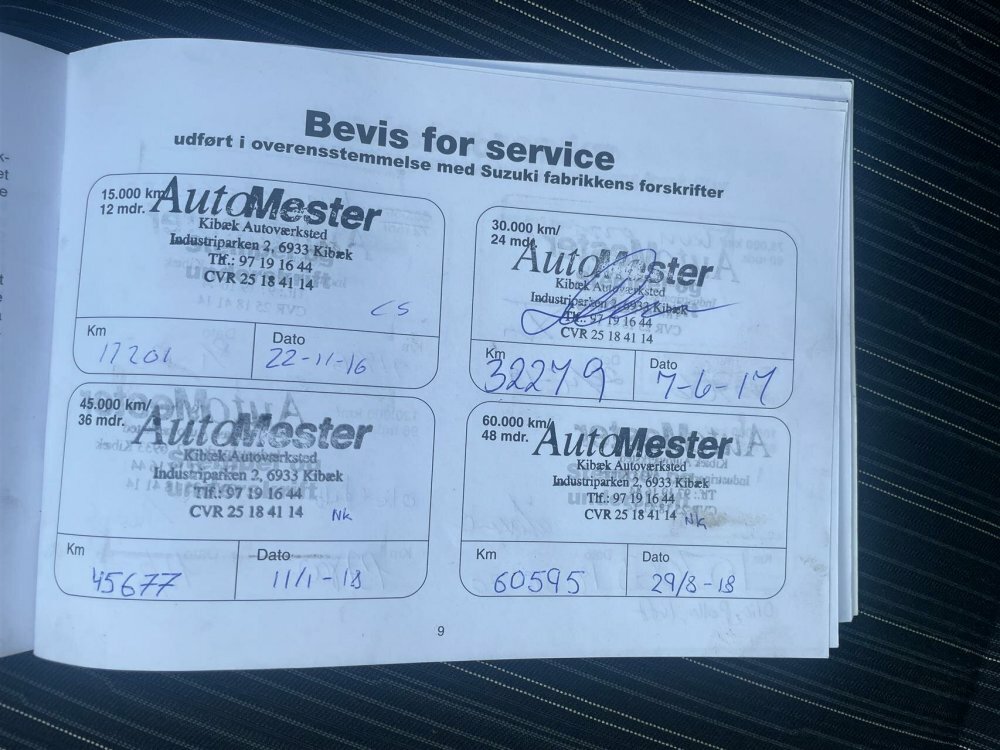 Bevis for service
udført i overensstemmelse med Suzuki fabrikkens forskrifter
15.000 km/
12 mdr.
AutoMester
Kibæk Autoværksted
Industriparken 2, 6933 Kibæk
Tlf.: 97 19 16 44
CVR 25 18 41 14
CS
Km
Dato
17201
22-11-16
30.000 km/
24 mdr.
AutoMester
Kibæk Autoværksted
Industriparken 2, 6933 Kibæk
Tlf.: 97 19 16 44
CVR 25 18 41 14
Km
Dato
32279
7-6-17
45.000 km/
36 mdr.
AutoMester
Kibæk Autoværksted
Industriparken 2, 6933 Kibæk
Tlf.: 97 19 16 44
CVR 25 18 41 14
Nk
Km
Dato
45677
11/1-18
60.000 km/
48 mdr.
AutoMester
Kibæk Autoværksted
Industriparken 2, 6933 Kibæk
Tlf.: 97 19 16 44
CVR 25 18 41 14
Nk
Km
Dato
60595
29/8-18
9